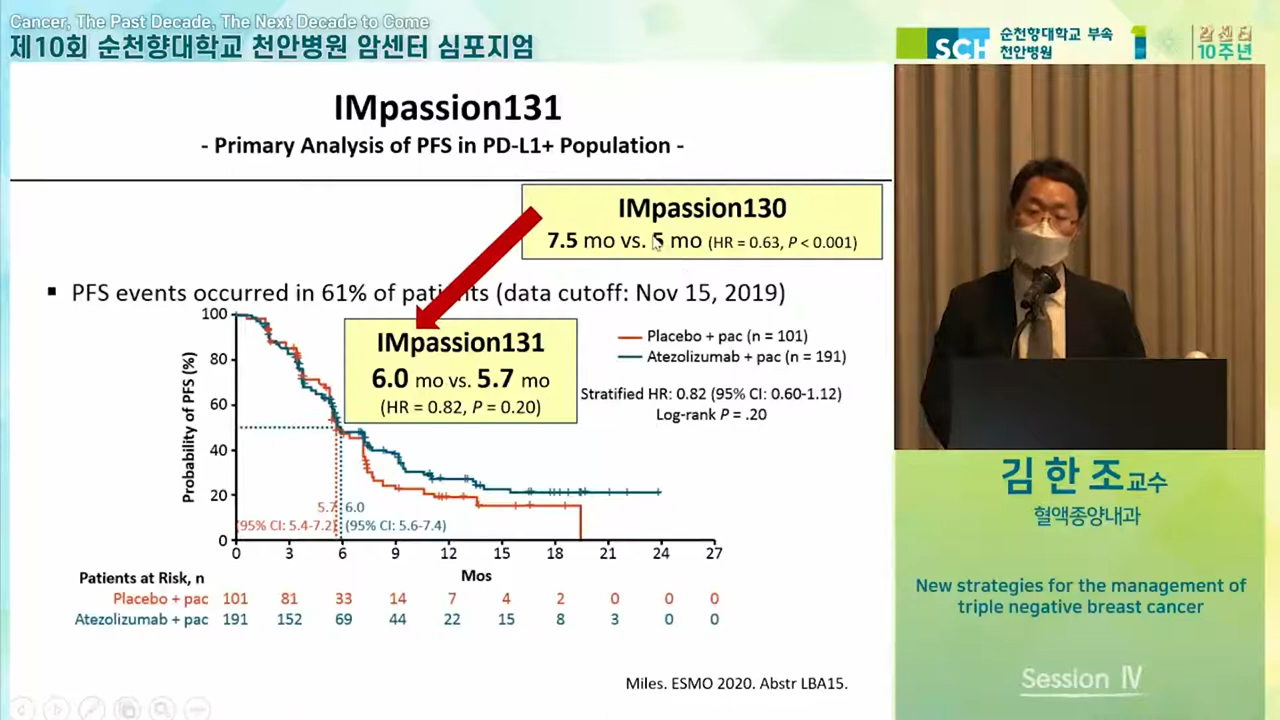 Cancer, The Past Decade, The Next Decade to Come
제10회 순천향대학교 천안병원 암센터 심포지엄
SCH
순천향대학교 부속
천안병원
암센터
10주년
IMpassion131
- Primary Analysis of PFS in PD-L1+ Population -
IMpassion130
7.5 mo vs. 5 mo (HR = 0.63, P < 0.001)
▪ PFS events occurred in 61% of patients (data cutoff: Nov 15, 2019)
IMpassion131
6.0 mo vs. 5.7 mo
(HR = 0.82, P = 0.20)
Placebo + pac (n = 101)
Atezolizumab + pac (n = 191)
Stratified HR: 0.82 (95% CI: 0.60-1.12)
Log-rank P = .20
Probability of PFS (%)
100
80
60
40
20
0
5.7 6.0
(95% CI: 5.4-7.2) (95% CI: 5.6-7.4)
0 3 6 9 12 15 18 21 24 27
Mos
Patients at Risk, n
Placebo + pac 101 81 33 14 7 4 2 0 0 0
Atezolizumab + pac 191 152 69 44 22 15 8 3 0 0
Miles. ESMO 2020. Abstr LBA15.
김 한 조 교수
혈액종양내과
New strategies for the management of
triple negative breast cancer
Session Ⅳ